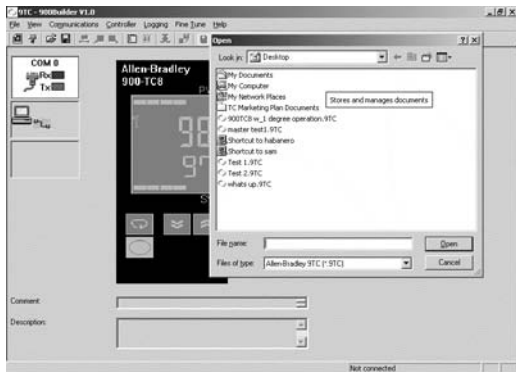 9TC - 900Builder V1.0
File View Communications Controller Logging Fine Tune Help
COM 0
Rx
Tx
Allen-Bradley
900-TC8
PV
Open
Look in: Desktop
My Documents
My Computer
My Network Places
TC Marketing Plan Documents
Stores and manages documents
900TC8 w_1 degree operation.9TC
master test1.9TC
Shortcut to habanero
Shortcut to sam
Test 1.9TC
Test 2.9TC
whats up.9TC
File name:
Open
Files of type: Allen-Bradley 9TC (*.9TC)
Cancel
Comment:
Description:
Not connected